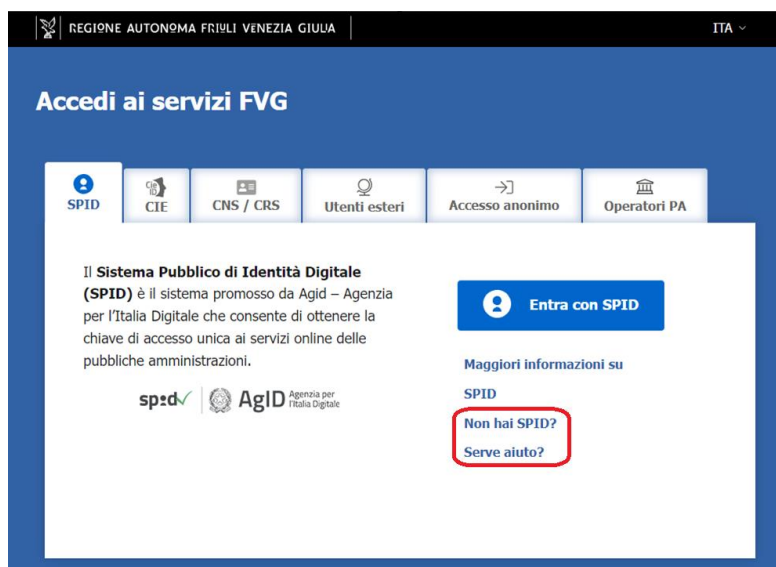 REGIONE AUTONOMA FRIULI VENEZIA GIULIA
ITA
Accedi ai servizi FVG
SPID
CIE
CNS / CRS
Utenti esteri
Accesso anonimo
Operatori PA
Il Sistema Pubblico di Identità Digitale
(SPID) è il sistema promosso da Agid – Agenzia
per l'Italia Digitale che consente di ottenere la
chiave di accesso unica ai servizi online delle
pubbliche amministrazioni.
spid
AgID Agenzia per
l'Italia Digitale
Entra con SPID
Maggiori informazioni su
SPID
Non hai SPID?
Serve aiuto?